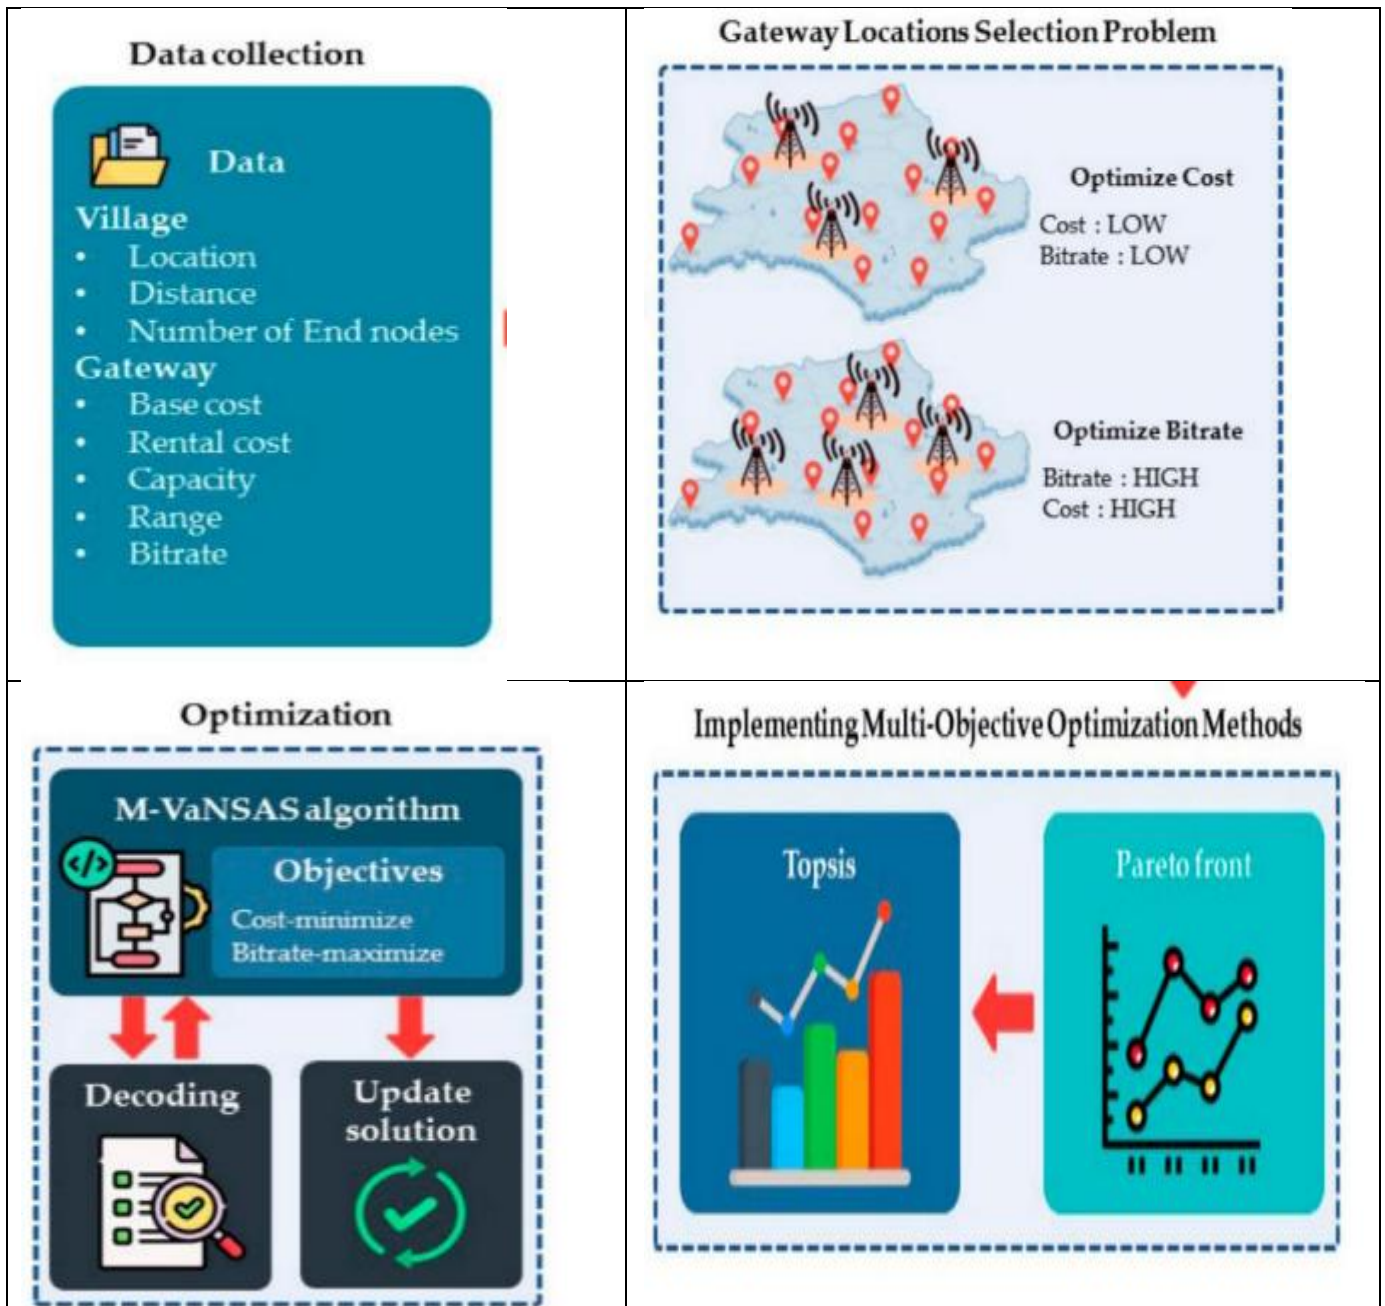 Data collection
Data
Village
• Location
• Distance
• Number of End nodes
Gateway
• Base cost
• Rental cost
• Capacity
• Range
• Bitrate
Gateway Locations Selection Problem
Optimize Cost
Cost : LOW
Bitrate : LOW
Optimize Bitrate
Bitrate : HIGH
Cost : HIGH
Optimization
M-VaNSAS algorithm
</>
Objectives
Cost-minimize
Bitrate-maximize
Decoding
Update
solution
Implementing Multi-Objective Optimization Methods
Topsis
Pareto front